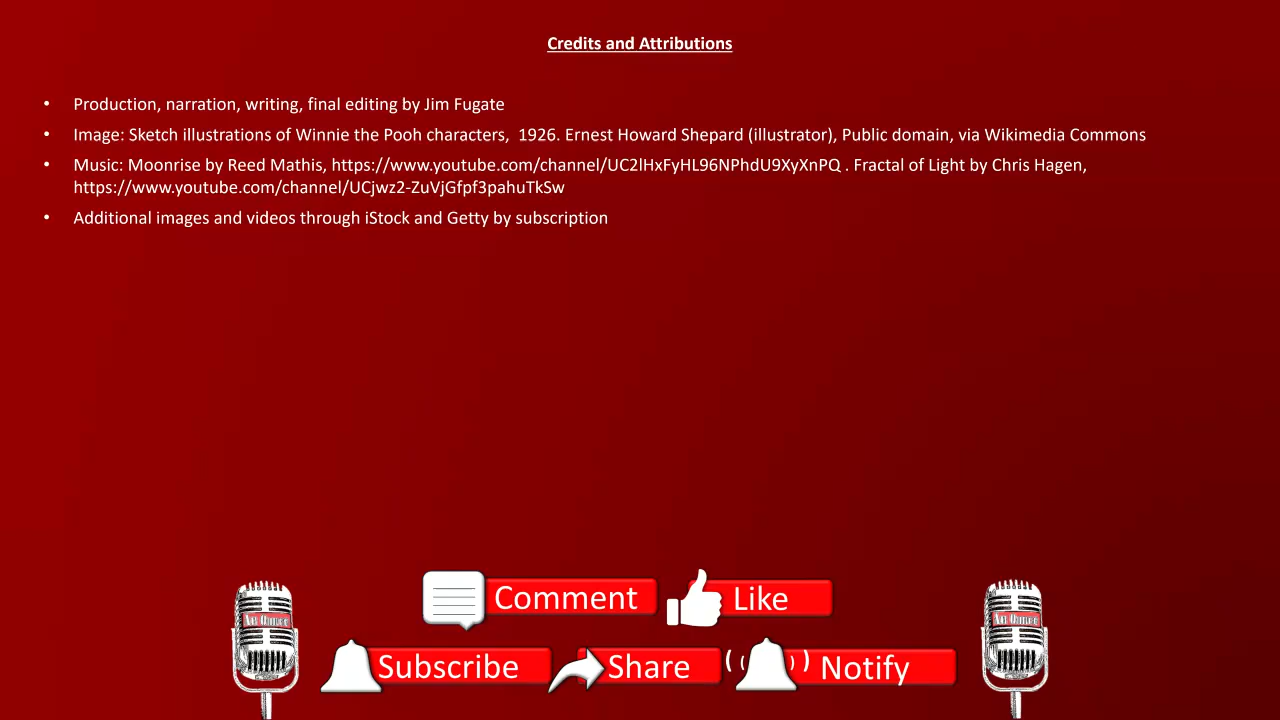 Credits and Attributions
• Production, narration, writing, final editing by Jim Fugate
• Image: Sketch illustrations of Winnie the Pooh characters,  1926. Ernest Howard Shepard (illustrator), Public domain, via Wikimedia Commons
• Music: Moonrise by Reed Mathis, https://www.youtube.com/channel/UC2lHxFyHL96NPhdU9XyXnPQ . Fractal of Light by Chris Hagen,
https://www.youtube.com/channel/UCjwz2-ZuVjGfpf3pahuTkSw
• Additional images and videos through iStock and Getty by subscription
Comment
Like
Subscribe
Share
Notify